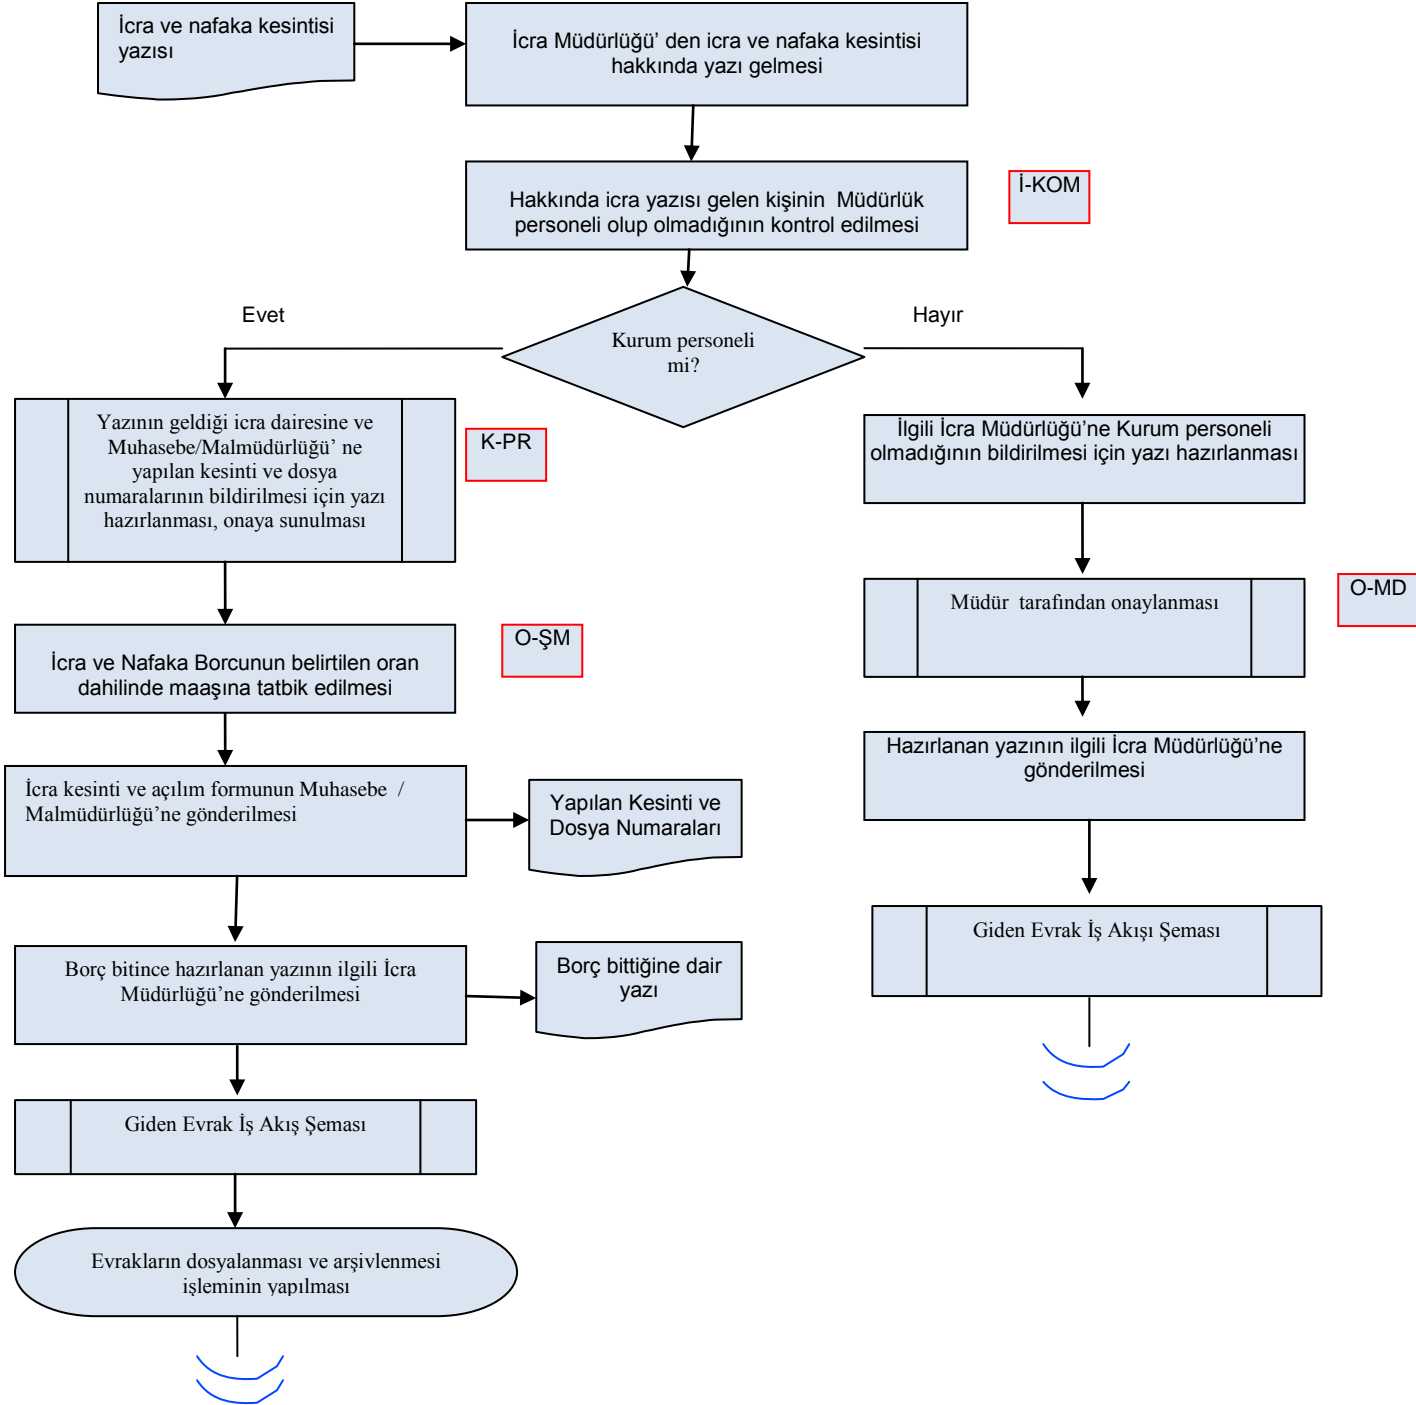 İcra ve nafaka kesintisi
yazısı
İcra Müdürlüğü’ den icra ve nafaka kesintisi
hakkında yazı gelmesi
Hakkında icra yazısı gelen kişinin  Müdürlük
personeli olup olmadığının kontrol edilmesi
İ-KOM
Evet
Hayır
Kurum personeli
mi?
Yazının geldiği icra dairesine ve
Muhasebe/Malmüdürlüğü’ ne
yapılan kesinti ve dosya
numaralarının bildirilmesi için yazı
hazırlanması, onaya sunulması
K-PR
İlgili İcra Müdürlüğü’ne Kurum personeli
olmadığının bildirilmesi için yazı hazırlanması
Müdür  tarafından onaylanması
O-MD
İcra ve Nafaka Borcunun belirtilen oran
dahilinde maaşına tatbik edilmesi
O-ŞM
Hazırlanan yazının ilgili İcra Müdürlüğü’ne
gönderilmesi
İcra kesinti ve açılım formunun Muhasebe  /
Malmüdürlüğü’ne gönderilmesi
Yapılan Kesinti ve
Dosya Numaraları
Giden Evrak İş Akışı Şeması
Borç bitince hazırlanan yazının ilgili İcra
Müdürlüğü’ne gönderilmesi
Borç bittiğine dair
yazı
Giden Evrak İş Akış Şeması
Evrakların dosyalanması ve arşivlenmesi
işleminin yapılması